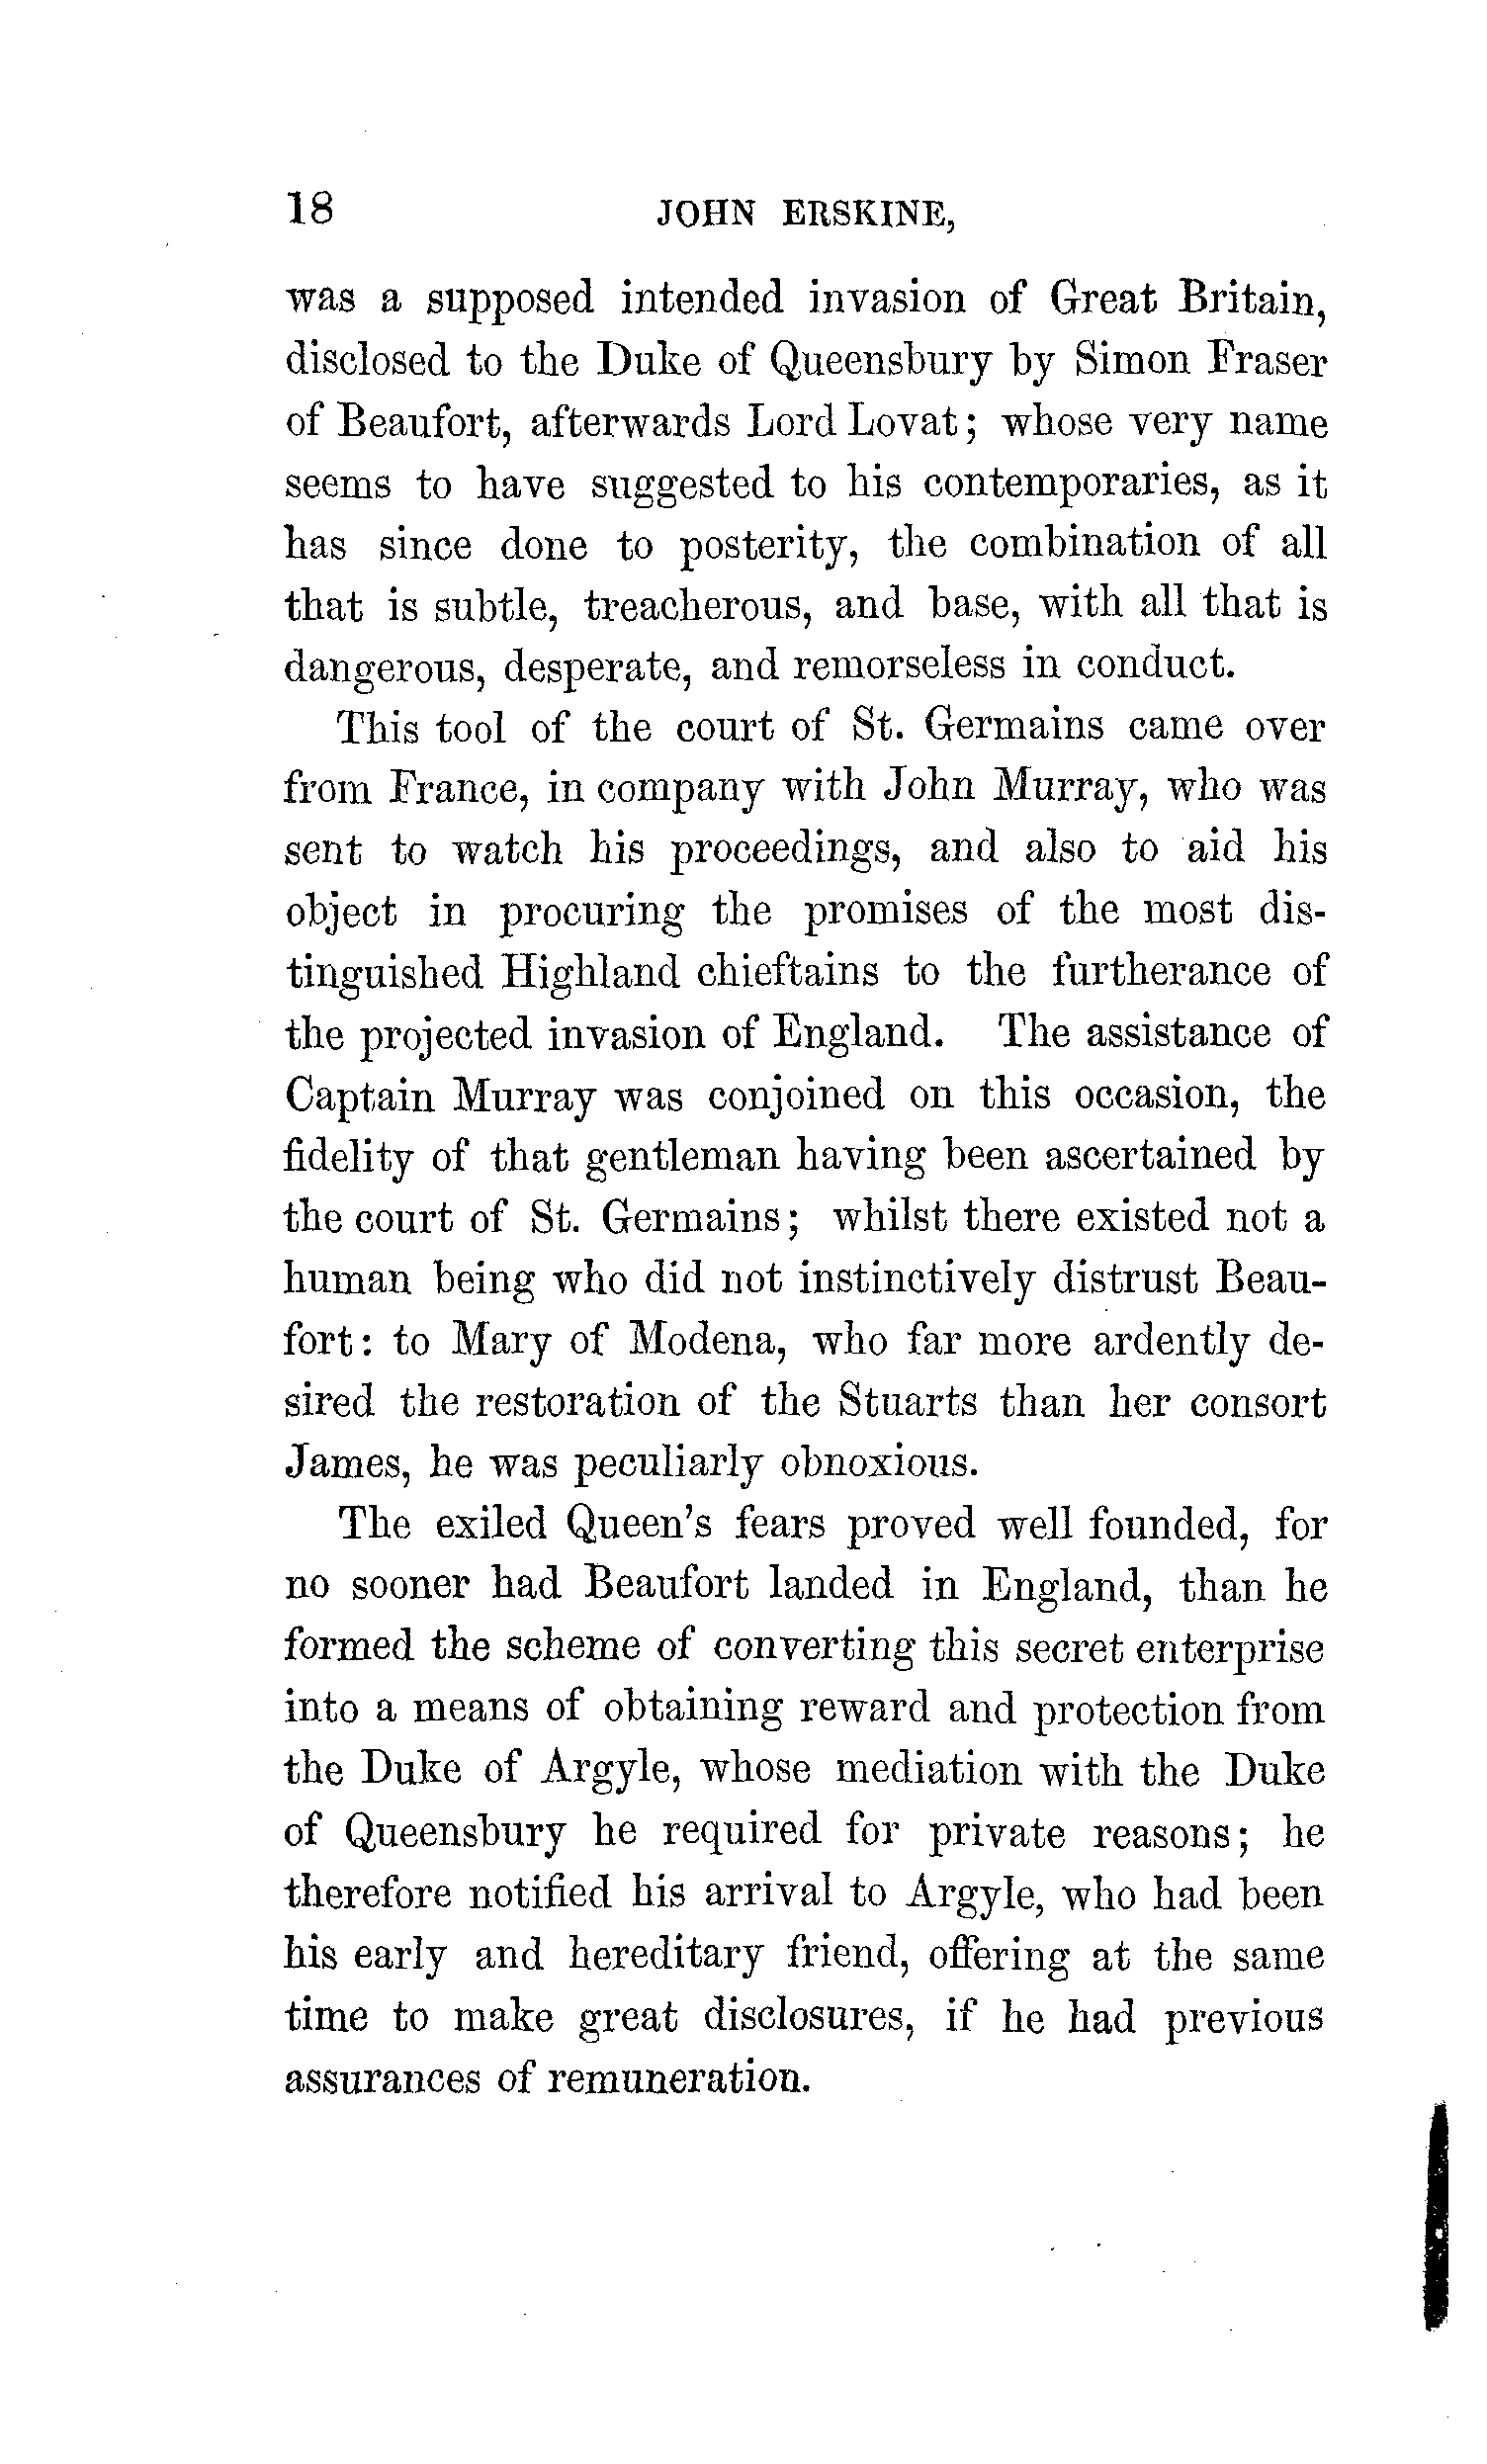 18 JOHN ERSKINE,
was a supposed intended invasion of Great Britain,
disclosed to the Duke of Queensbury by Simon Fraser
of Beaufort, afterwards Lord Lovat; whose very name
seems to have suggested to his contemporaries, as it
has since done to posterity, the combination of all
that is subtle, treacherous, and base, with all that is
dangerous, desperate, and remorseless in conduct.
This tool of the court of St. Germains came over
from France, in company with John Murray, who was
sent to watch his proceedings, and also to aid his
object in procuring the promises of the most dis-
tinguished Highland chieftains to the furtherance of
the projected invasion of England. The assistance of
Captain Murray was conjoined on this occasion, the
fidelity of that gentleman having been ascertained by
the court of St. Germains; whilst there existed not a
human being who did not instinctively distrust Beau-
fort: to Mary of Modena, who far more ardently de-
sired the restoration of the Stuarts than her consort
James, he was peculiarly obnoxious.
The exiled Queen's fears proved well founded, for
no sooner had Beaufort landed in England, than he
formed the scheme of converting this secret enterprise
into a means of obtaining reward and protection from
the Duke of Argyle, whose mediation with the Duke
of Queensbury he required for private reasons; he
therefore notified his arrival to Argyle, who had been
his early and hereditary friend, offering at the same
time to make great disclosures, if he had previous
assurances of remuneration.